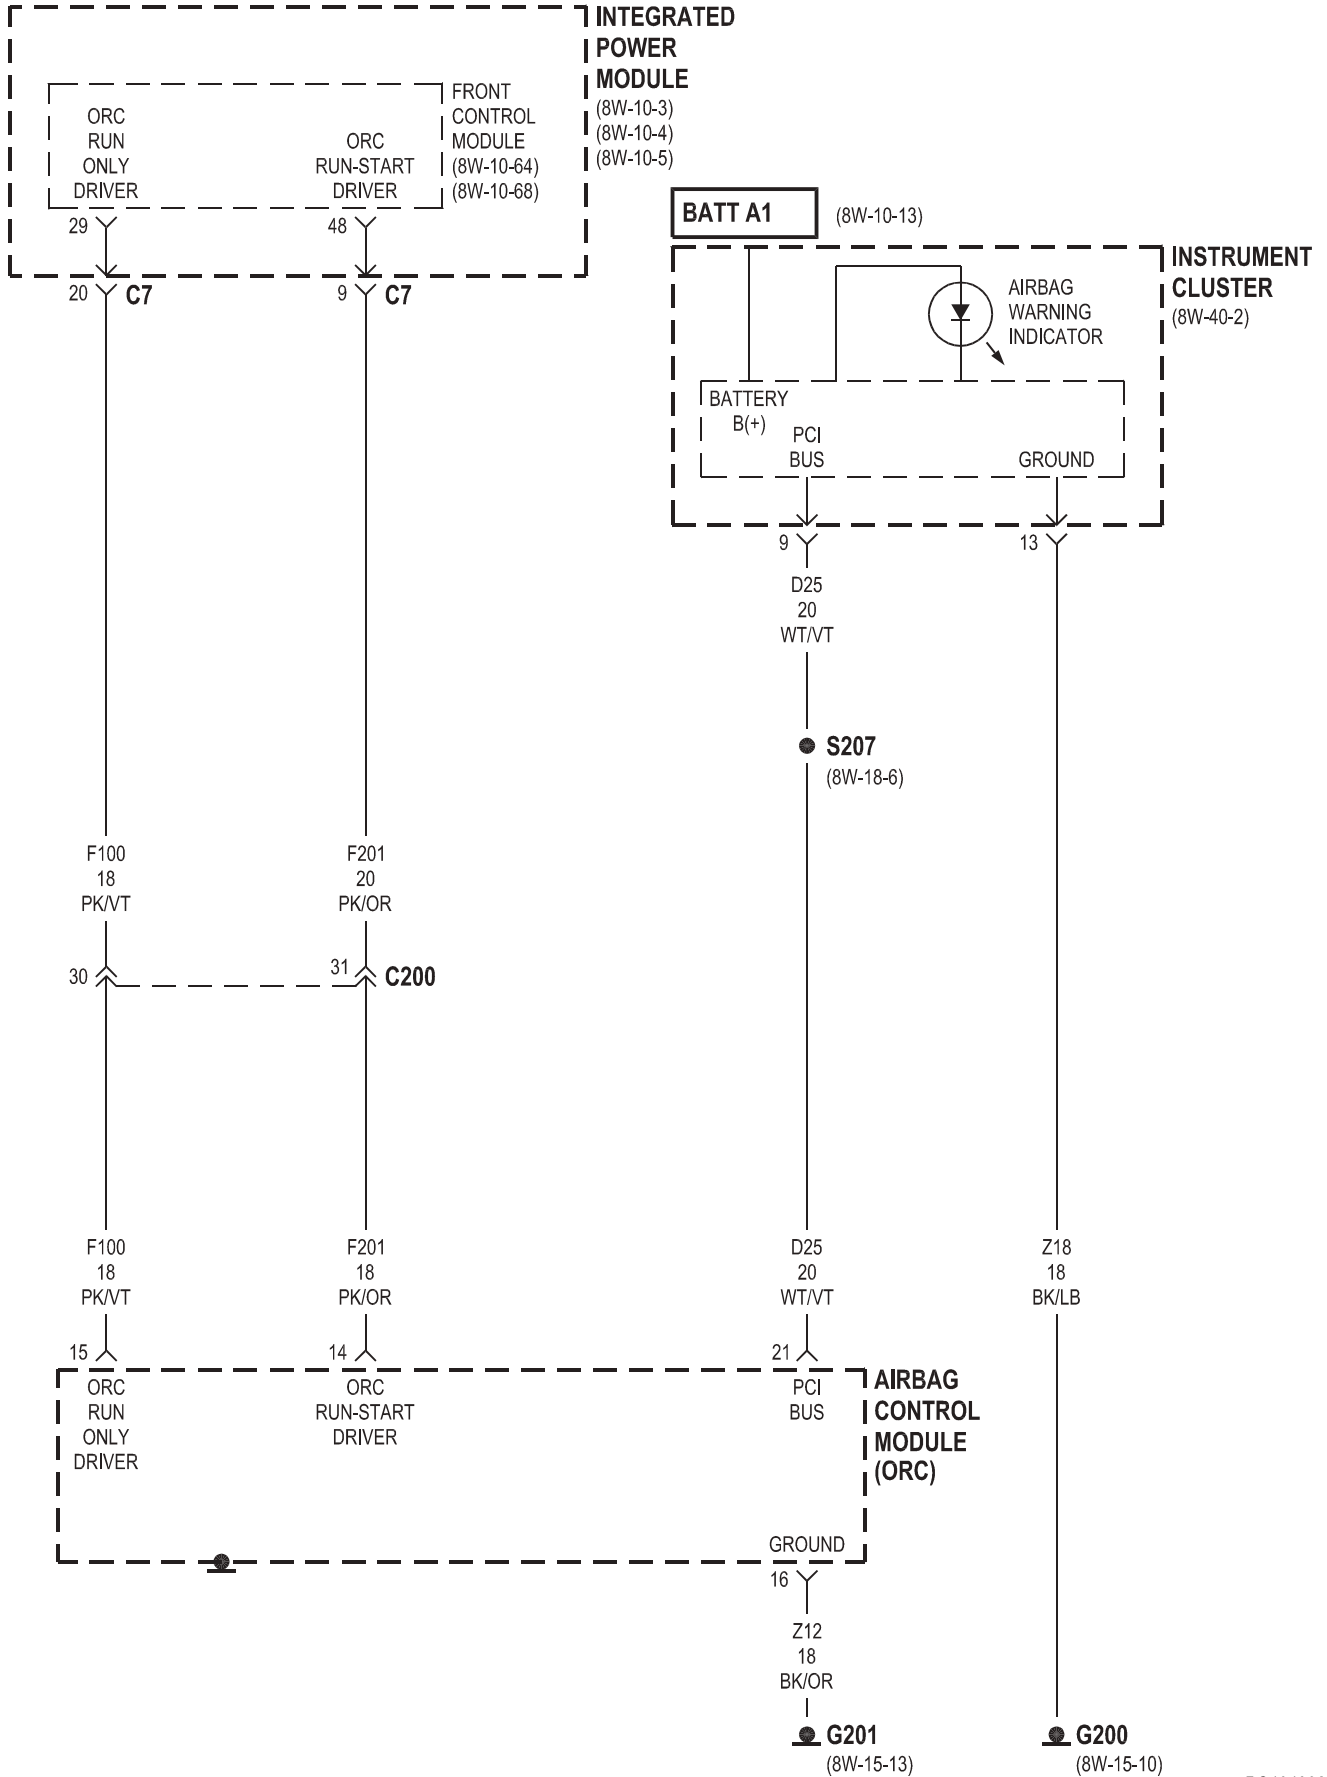 INTEGRATED
POWER
MODULE
(8W-10-3)
(8W-10-4)
(8W-10-5)
FRONT
CONTROL
MODULE
(8W-10-64)
(8W-10-68)
ORC
RUN
ONLY
DRIVER
ORC
RUN-START
DRIVER
29
48
20
C7
9
C7
BATT A1
(8W-10-13)
INSTRUMENT
CLUSTER
(8W-40-2)
AIRBAG
WARNING
INDICATOR
BATTERY
B(+)
PCI
BUS
GROUND
9
13
D25
20
WT/VT
S207
(8W-18-6)
F100
18
PK/VT
F201
20
PK/OR
30
31
C200
F100
18
PK/VT
F201
18
PK/OR
D25
20
WT/VT
Z18
18
BK/LB
15
14
21
ORC
RUN
ONLY
DRIVER
ORC
RUN-START
DRIVER
PCI
BUS
AIRBAG
CONTROL
MODULE
(ORC)
GROUND
16
Z12
18
BK/OR
G201
(8W-15-13)
G200
(8W-15-10)